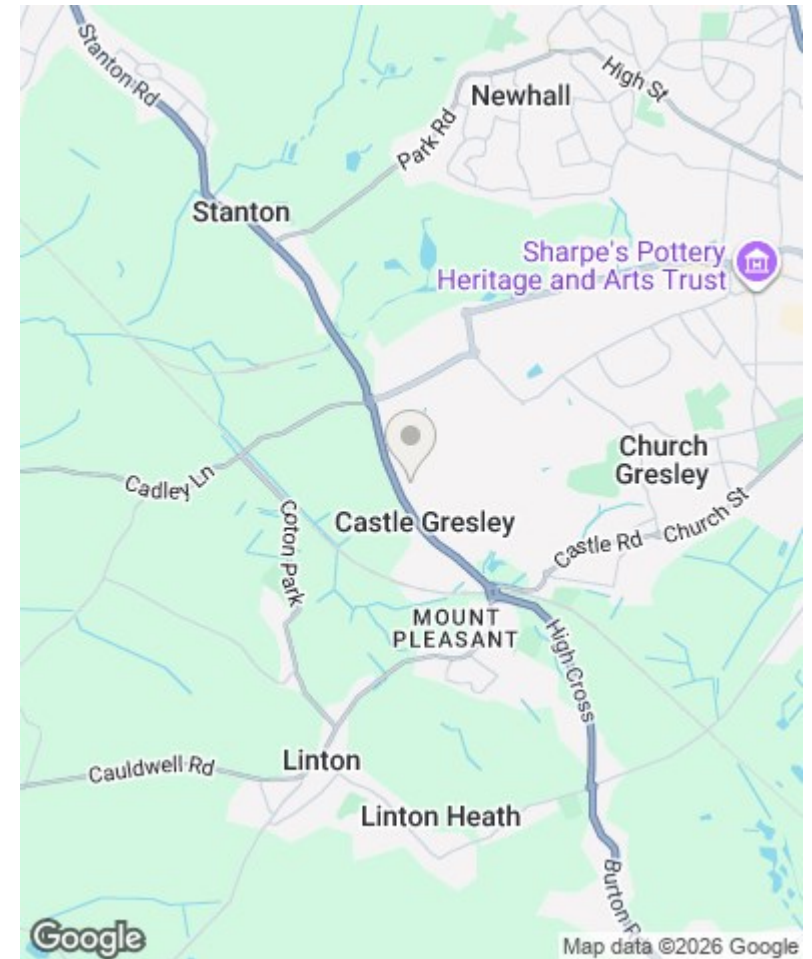 Stanton Rd
High St
Newhall
Park Rd
Stanton
Sharpe's Pottery
Heritage and Arts Trust
Church
Gresley
Cadley Ln
Church St
Castle Gresley
Coton Park
Castle Rd
MOUNT
PLEASANT
High Cross
Linton
Cauldwell Rd
Linton Heath
Burton
Google
Map data ©2026 Google